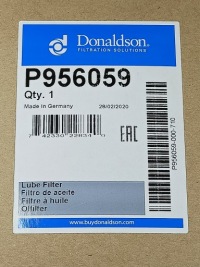 Donaldson.
FILTRATION SOLUTIONS
P956059
Qty. 1
Made in Germany 28/02/2020
EAC
P956059-000-710
Lube Filter
Filtro de aceite
Filtre à huile
Ölfilter
www.buydonaldson.com